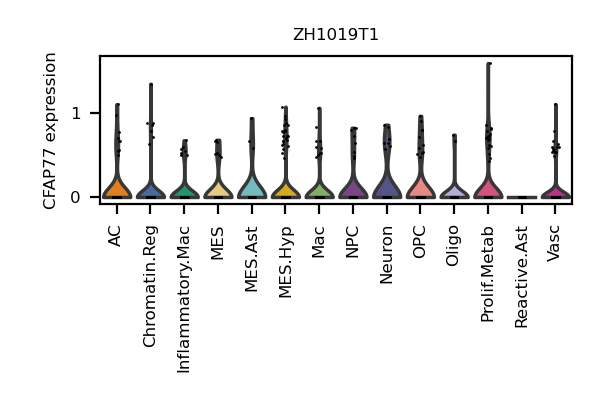 ZH1019T1
CFAP77 expression
1
0
AC
Chromatin.Reg
Inflammatory.Mac
MES
MES.Ast
MES.Hyp
Mac
NPC
Neuron
OPC
Oligo
Prolif.Metab
Reactive.Ast
Vasc